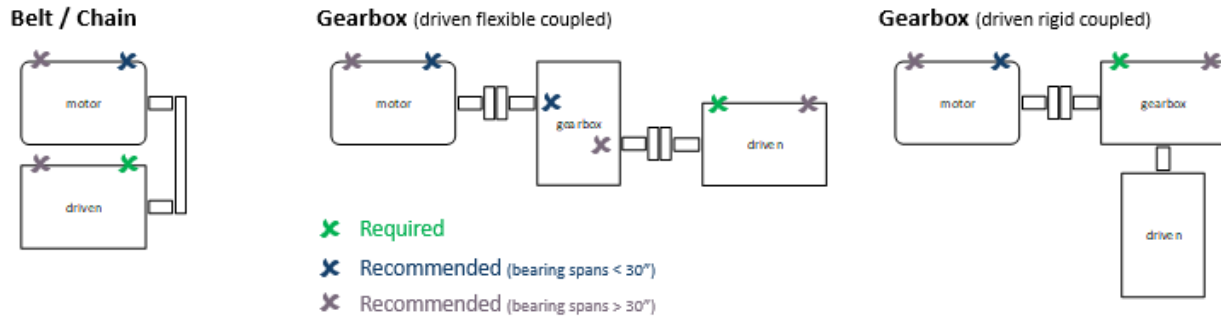 Belt / Chain
motor
driven
Gearbox (driven flexible coupled)
motor
gearbox
driven
Required
Recommended (bearing spans < 30")
Recommended (bearing spans > 30")
Gearbox (driven rigid coupled)
motor
gearbox
driven